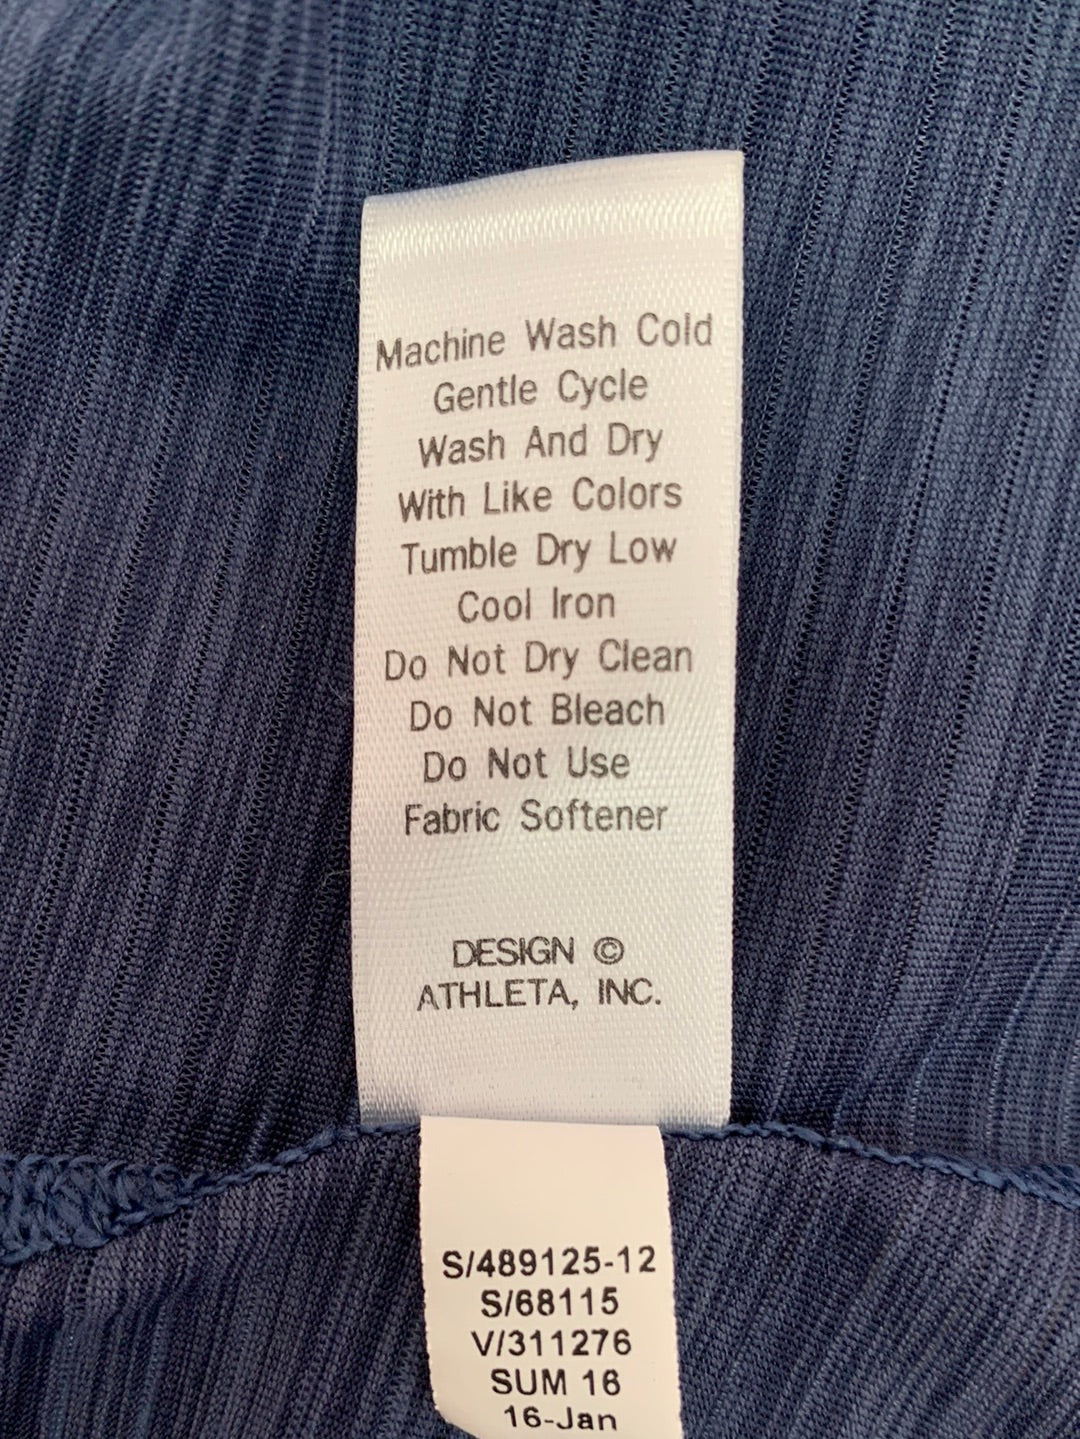 Machine Wash Cold
Gentle Cycle
Wash And Dry
With Like Colors
Tumble Dry Low
Cool Iron
Do Not Dry Clean
Do Not Bleach
Do Not Use
Fabric Softener
DESIGN ©
ATHLETA, INC.
S/489125-12
S/68115
V/311276
SUM 16
16-Jan